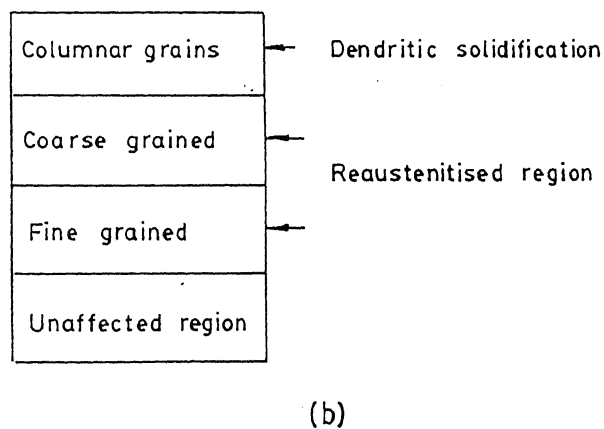 Columnar grains
Dendritic solidification
Coarse grained
Reaustenitised region
Fine grained
Unaffected region
(b)